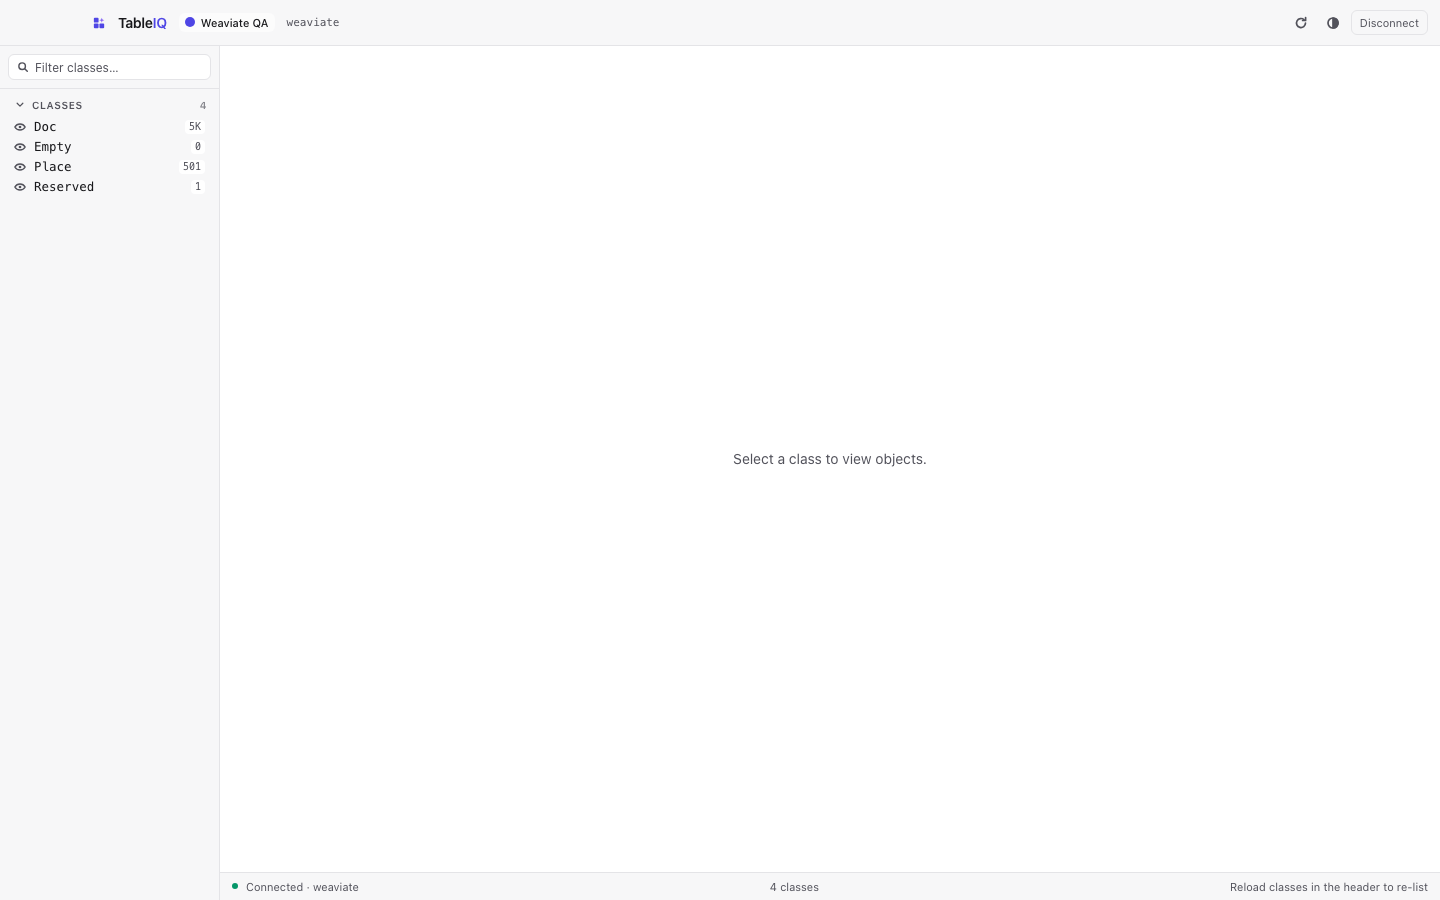 TableIQ
Weaviate QA
weaviate
Disconnect
Filter classes...
CLASSES 4
Doc 5K
Empty 0
Place 501
Reserved 1
Select a class to view objects.
Connected · weaviate
4 classes
Reload classes in the header to re-list